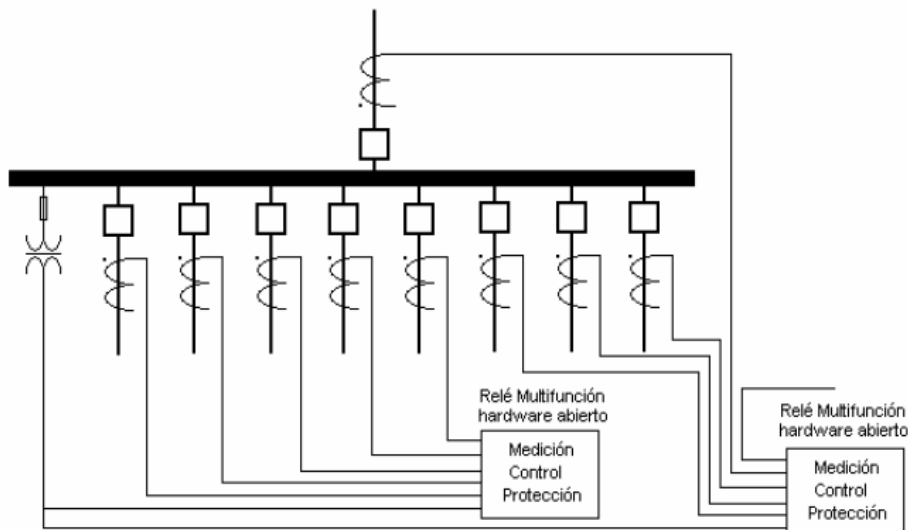 Relé Multifunción
hardware abierto
Medición
Control
Protección
Relé Multifunción
hardware abierto
Medición
Control
Protección